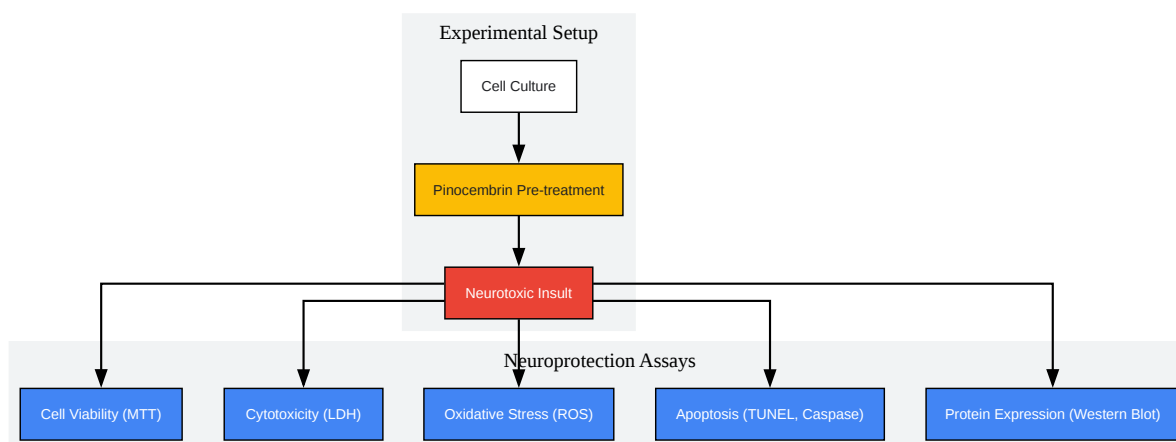 Experimental Setup
Cell Culture
Pinocembrin Pre-treatment
Neurotoxic Insult
Neuroprotection Assays
Cell Viability (MTT)
Cytotoxicity (LDH)
Oxidative Stress (ROS)
Apoptosis (TUNEL, Caspase)
Protein Expression (Western Blot)